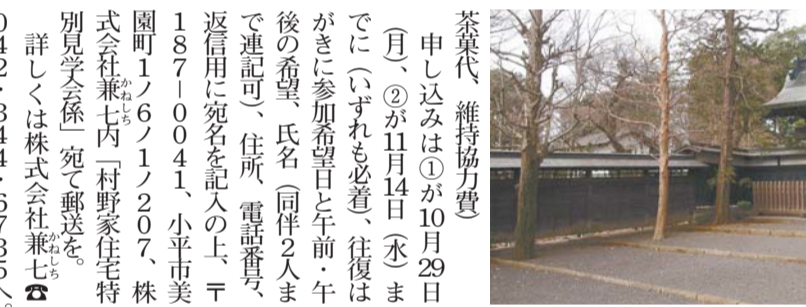 茶菓代、維持協力費)
申し込みは①が10月29日
(月)、②が11月14日(水)ま
でに(いずれも必着)、往復は
がきに参加希望日と午前・午
後の希望、氏名(同伴2人ま
で連記可)、住所、電話番号、
返信用に宛名を記入の上、〒
187−0041、小平市美
園町1ノ6ノ1ノ207、株
式会社兼七内「村野家住宅特
別見学会係」宛て郵送を。
詳しくは株式会社兼七☎
042・344・6735へ。